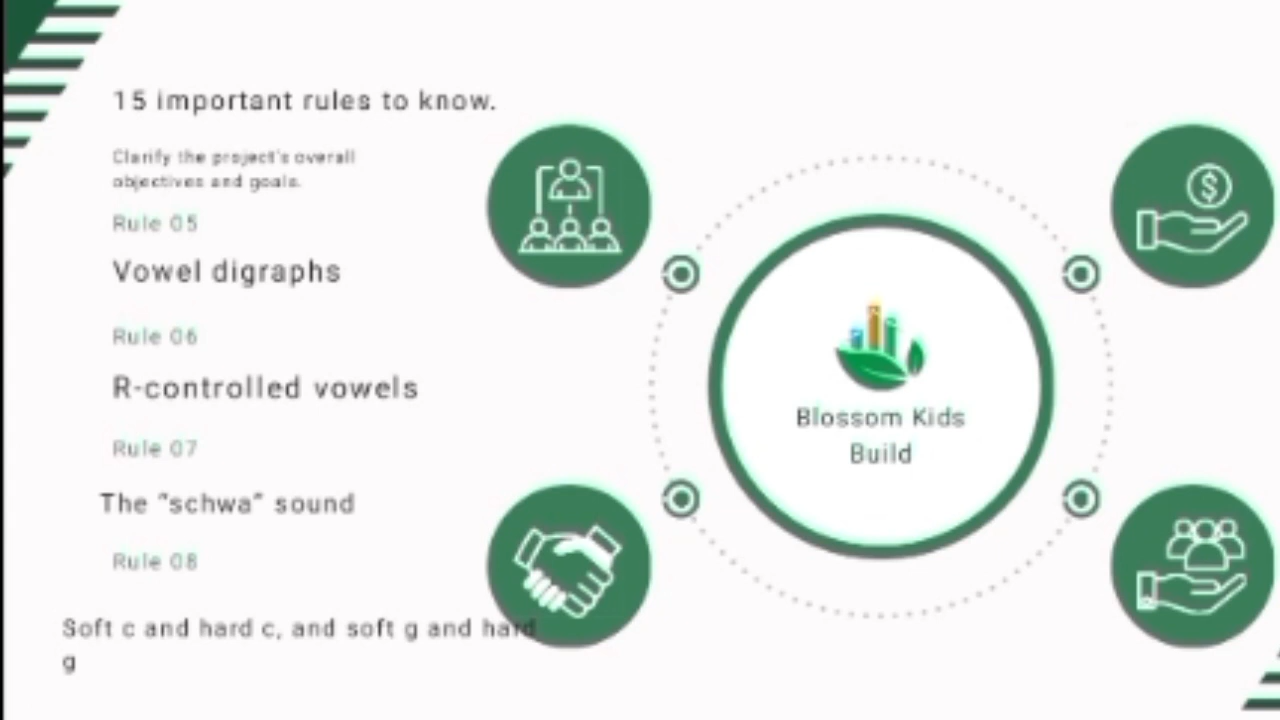 15 important rules to know.
Clarify the project's overall
objectives and goals.
Rule 05
Vowel digraphs
Rule 06
R-controlled vowels
Rule 07
The “schwa” sound
Rule 08
Soft c and hard c, and soft g and hard
g
$
Blossom Kids
Build